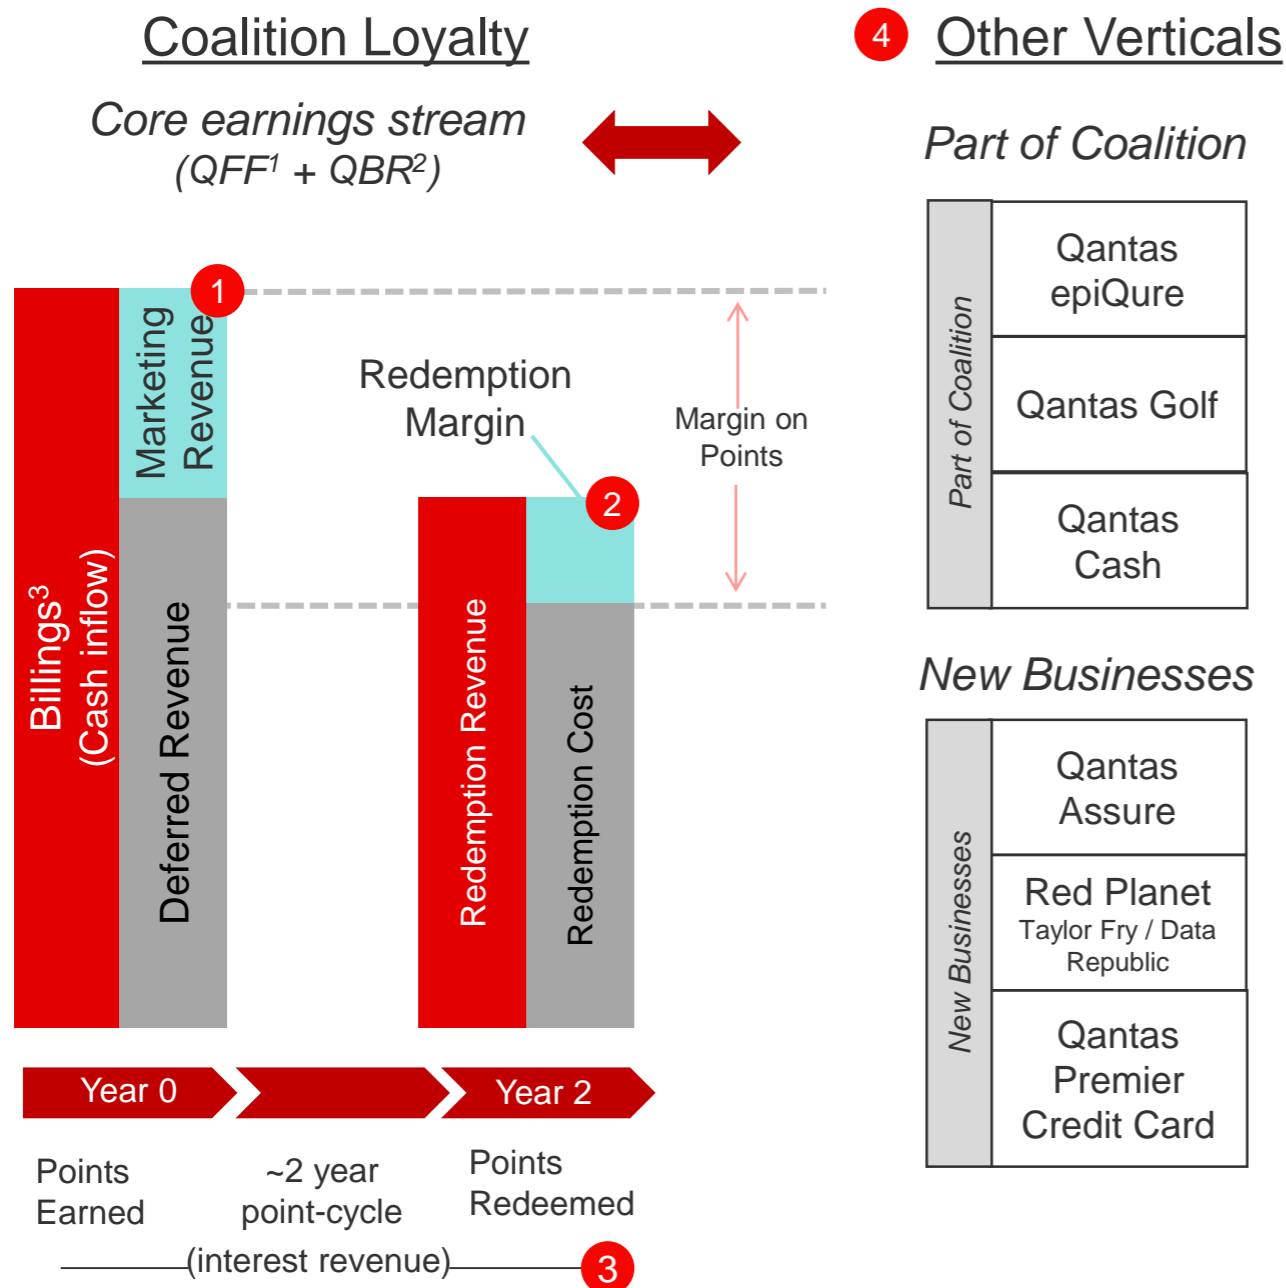 Coalition Loyalty
Core earnings stream
(QFF¹ + QBR²)
1
Marketing
Revenue
Billings³
(Cash inflow)
Deferred Revenue
Redemption
Margin
2
Redemption Revenue
Redemption Cost
Margin on
Points
Year 0
Year 2
Points
Earned
~2 year
point-cycle
(interest revenue)
Points
Redeemed
3
4
Other Verticals
Part of Coalition
Part of Coalition
Qantas
epiQure
Qantas Golf
Qantas
Cash
New Businesses
New Businesses
Qantas
Assure
Red Planet
Taylor Fry / Data
Republic
Qantas
Premier
Credit Card